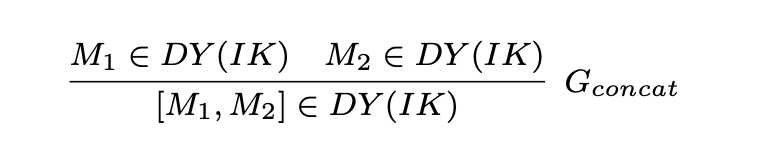 M₁ ∈ DY(IK)    M₂ ∈ DY(IK)
[M₁, M₂] ∈ DY(IK)
G_concat